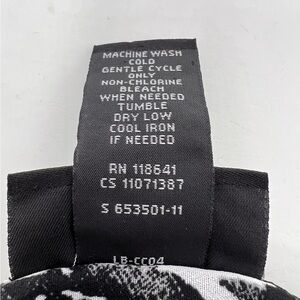 MACHINE WASH
COLD
GENTLE CYCLE
ONLY
NON-CHLORINE
BLEACH
WHEN NEEDED
TUMBLE
DRY LOW
COOL IRON
IF NEEDED
RN 118641
CS 11071387
S 653501-11
LB-CC04